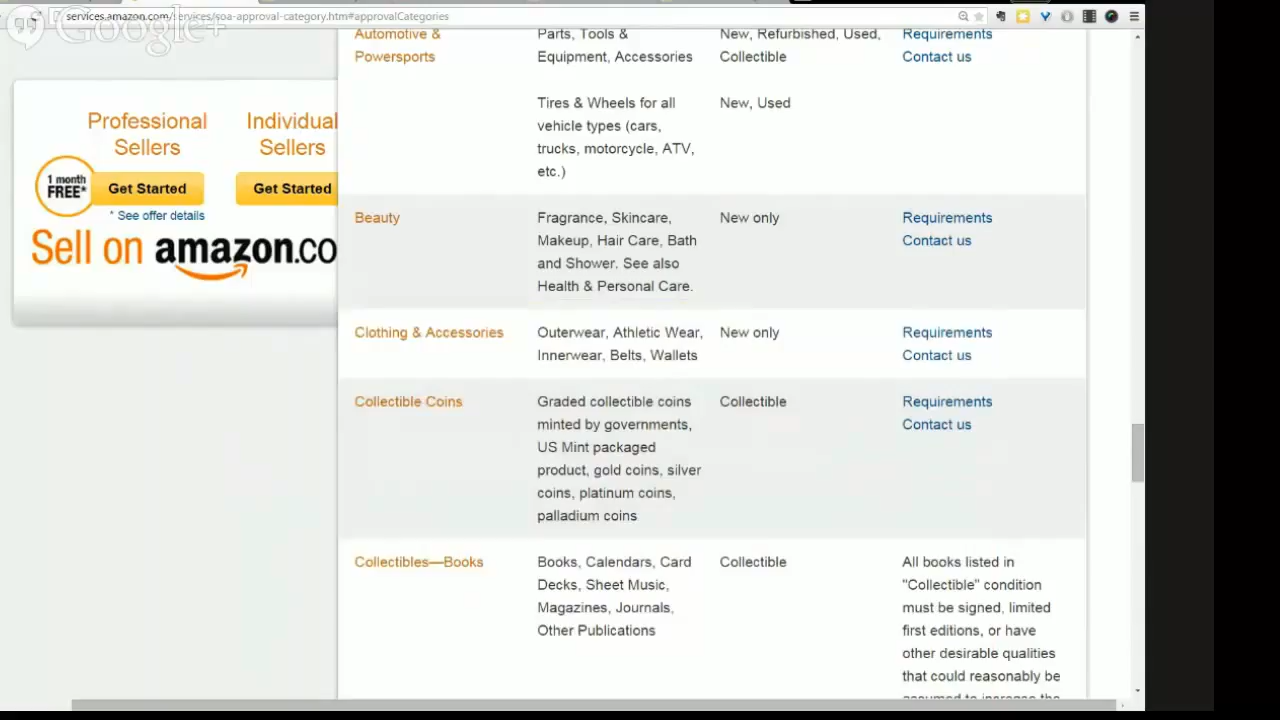 services.amazon.com/services/soa-approval-category.htm#approvalCategories
Google+
Professional Sellers
Individual Sellers
1 month FREE*
Get Started
Get Started
* See offer details
Sell on amazon.co
Automotive & Powersports
Parts, Tools &
Equipment, Accessories
New, Refurbished, Used,
Collectible
Requirements
Contact us
Tires & Wheels for all
vehicle types (cars,
trucks, motorcycle, ATV,
etc.)
New, Used
Beauty
Fragrance, Skincare,
Makeup, Hair Care, Bath
and Shower. See also
Health & Personal Care.
New only
Requirements
Contact us
Clothing & Accessories
Outerwear, Athletic Wear,
Innerwear, Belts, Wallets
New only
Requirements
Contact us
Collectible Coins
Graded collectible coins
minted by governments,
US Mint packaged
product, gold coins, silver
coins, platinum coins,
palladium coins
Collectible
Requirements
Contact us
Collectibles—Books
Books, Calendars, Card
Decks, Sheet Music,
Magazines, Journals,
Other Publications
Collectible
All books listed in
"Collectible" condition
must be signed, limited
first editions, or have
other desirable qualities
that could reasonably be
assumed to increase the